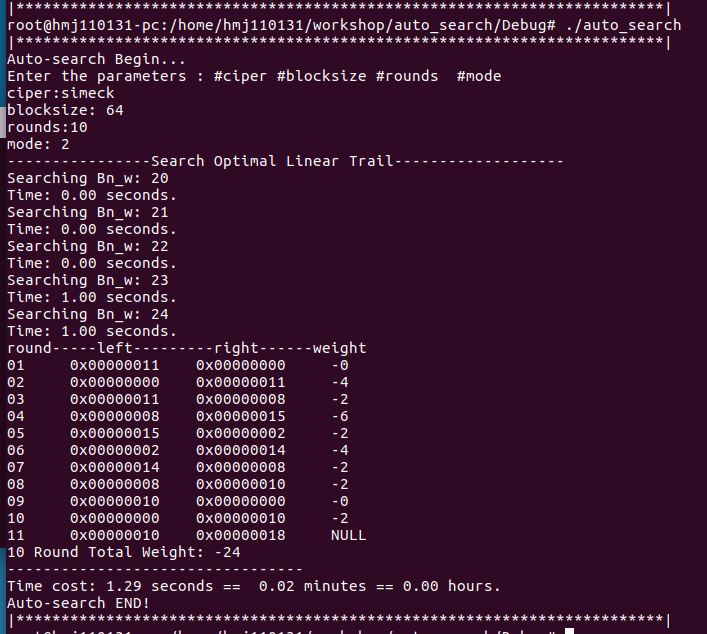 |************************************************************************|
root@hmj110131-pc:/home/hmj110131/workshop/auto_search/Debug# ./auto_search
|************************************************************************|
Auto-search Begin...
Enter the parameters : #ciper #blocksize #rounds  #mode
ciper:simeck
blocksize: 64
rounds:10
mode: 2
----------------Search Optimal Linear Trail-------------------
Searching Bn_w: 20
Time: 0.00 seconds.
Searching Bn_w: 21
Time: 0.00 seconds.
Searching Bn_w: 22
Time: 0.00 seconds.
Searching Bn_w: 23
Time: 1.00 seconds.
Searching Bn_w: 24
Time: 1.00 seconds.
round-----left---------right------weight
01     0x00000011    0x00000000     -0
02     0x00000000    0x00000011     -4
03     0x00000011    0x00000008     -2
04     0x00000008    0x00000015     -6
05     0x00000015    0x00000002     -2
06     0x00000002    0x00000014     -4
07     0x00000014    0x00000008     -2
08     0x00000008    0x00000010     -2
09     0x00000010    0x00000000     -0
10     0x00000000    0x00000010     -2
11     0x00000010    0x00000018     NULL
10 Round Total Weight: -24
---------------------------------
Time cost: 1.29 seconds ==  0.02 minutes == 0.00 hours.
Auto-search END!
|************************************************************************|